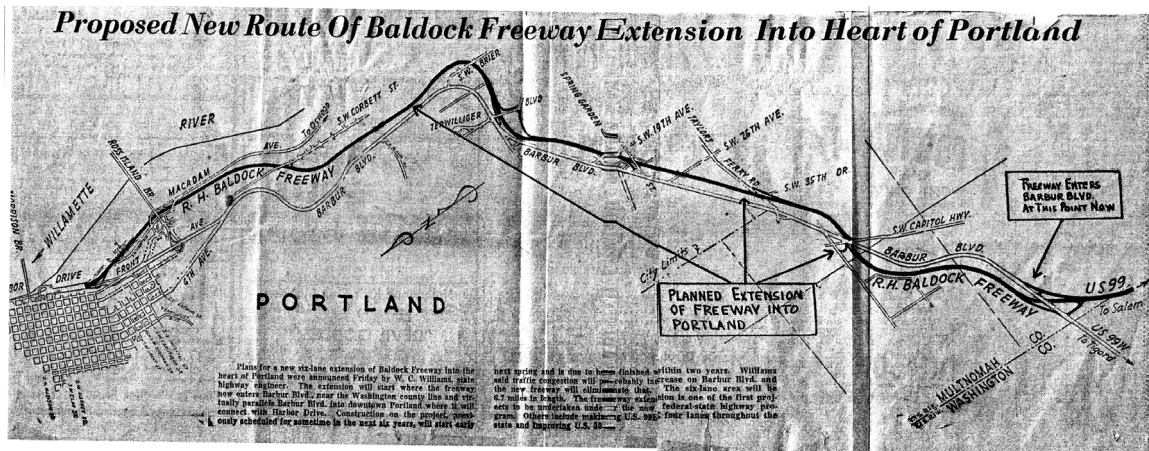 Proposed New Route Of Baldock Freeway Extension Into Heart of Portland
S.W. BRIER
BLVD
TERWILLIGER
SPRING GARDEN
ST.
S.W. 19TH AVE.
TAYLORS
FERRY RD.
S.W. 26TH AVE.
S.W. 35TH DR.
RIVER
WILLAMETTE
ROSS ISLAND BR.
MACADAM
AVE.
To Oswego
S.W. CORBETT ST.
R.H. BALDOCK
FREEWAY
BARBUR
BLVD.
BARBUR BLVD.
FREEWAY ENTERS
BARBUR BLVD.
AT THIS POINT NOW
S.W. CAPITOL HWY.
BARBUR
BLVD.
R.H. BALDOCK
FREEWAY
US 99
To Salem
US 99W
To Tigard
City Limits
DRIVE
FRONT
AVE
4TH AVE.
PORTLAND
PLANNED EXTENSION
OF FREEWAY INTO
PORTLAND
MULTNOMAH
WASHINGTON
Plans for a new six-lane extension of Baldock Freeway into the
heart of Portland were announced Friday by W. C. Williams, state
highway engineer. The extension will start where the freeway
now enters Barbur Blvd., near the Washington county line and vir-
tually parallels Barbur Blvd. into downtown Portland where it will
connect with Harbor Drive. Construction on the project, previ-
ously scheduled for sometime in the next six years, will start early
next spring and is due to be finished within two years. Williams
said traffic congestion will probably increase on Barbur Blvd. and
the new freeway will eliminate that. The six-lane area will be
6.7 miles in length. The freeway extension is one of the first proj-
ects to be undertaken under the new federal-state highway pro-
gram. Others include making U.S. 99E four lanes throughout the
state and improving U.S. 30